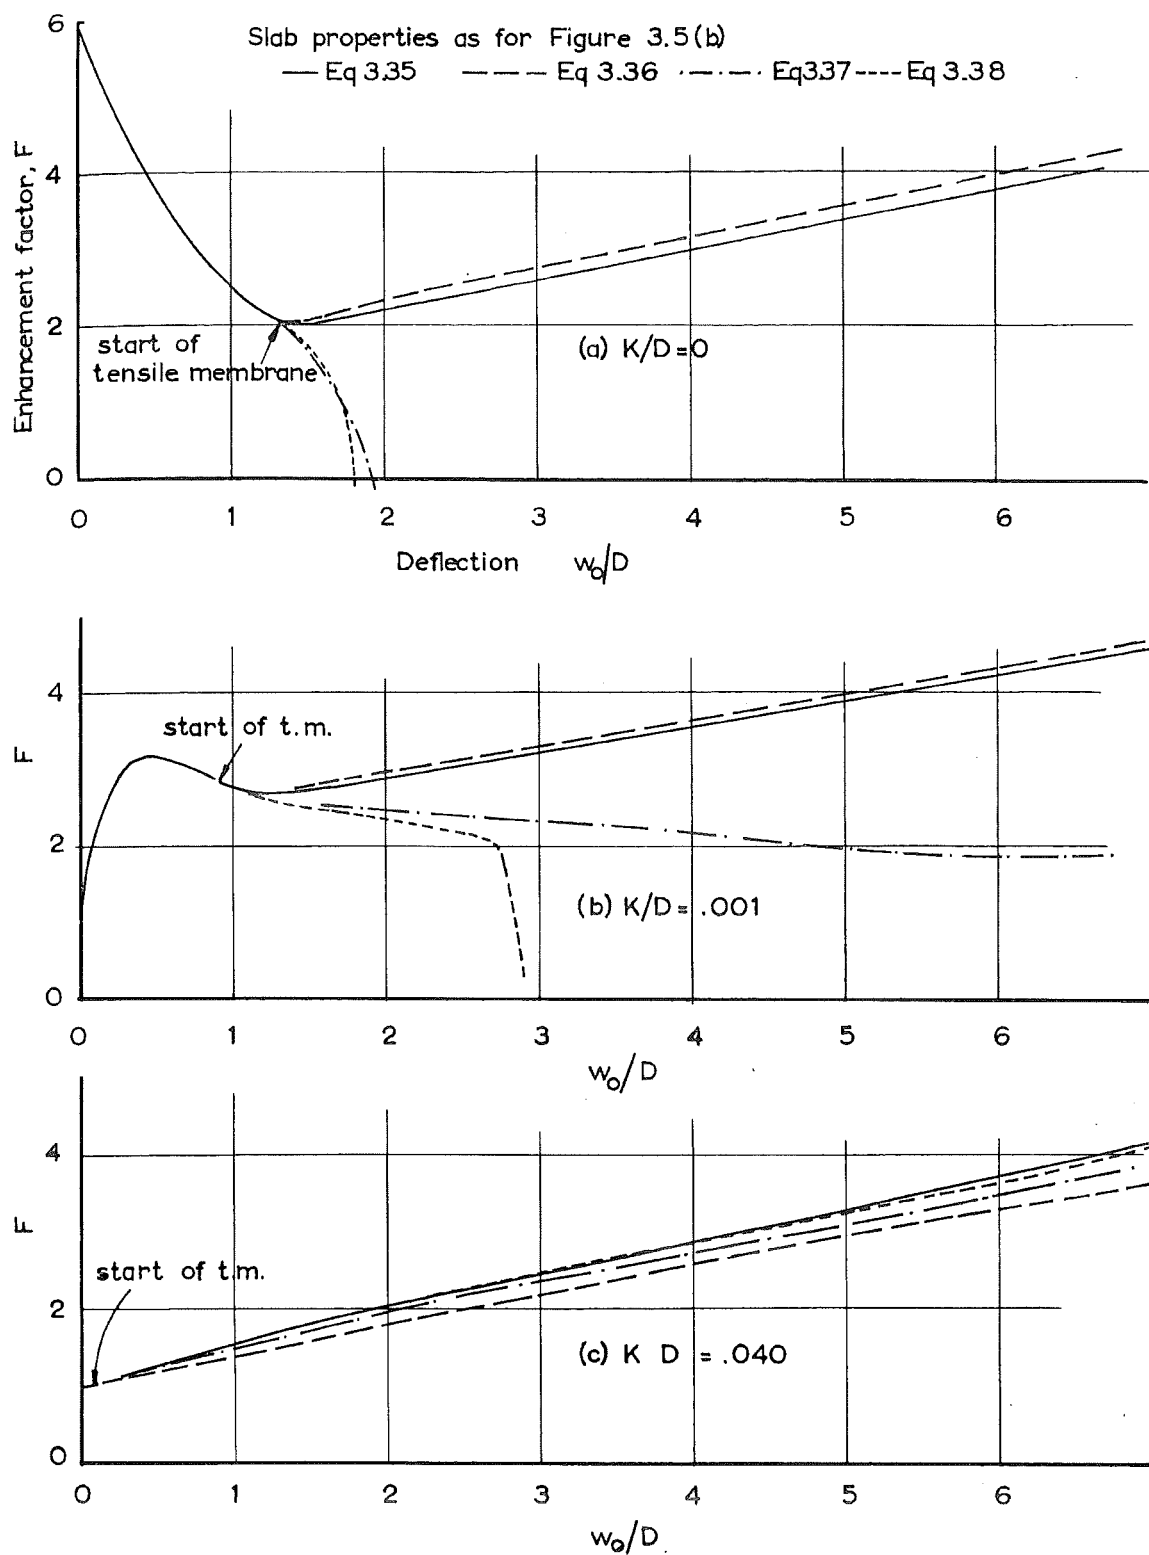 Slab properties as for Figure 3.5(b)
— Eq 3.35 – – – Eq 3.36 ·—·—· Eq3.37 ---- Eq 3.38
Enhancement factor, F
6
4
2
0
start of
tensile membrane
(a) K/D=0
0 1 2 3 4 5 6
Deflection w₀/D
F
4
2
0
start of t.m.
(b) K/D= .001
0 1 2 3 4 5 6
w₀/D
F
4
2
0
start of t.m.
(c) K D = .040
0 1 2 3 4 5 6
w₀/D